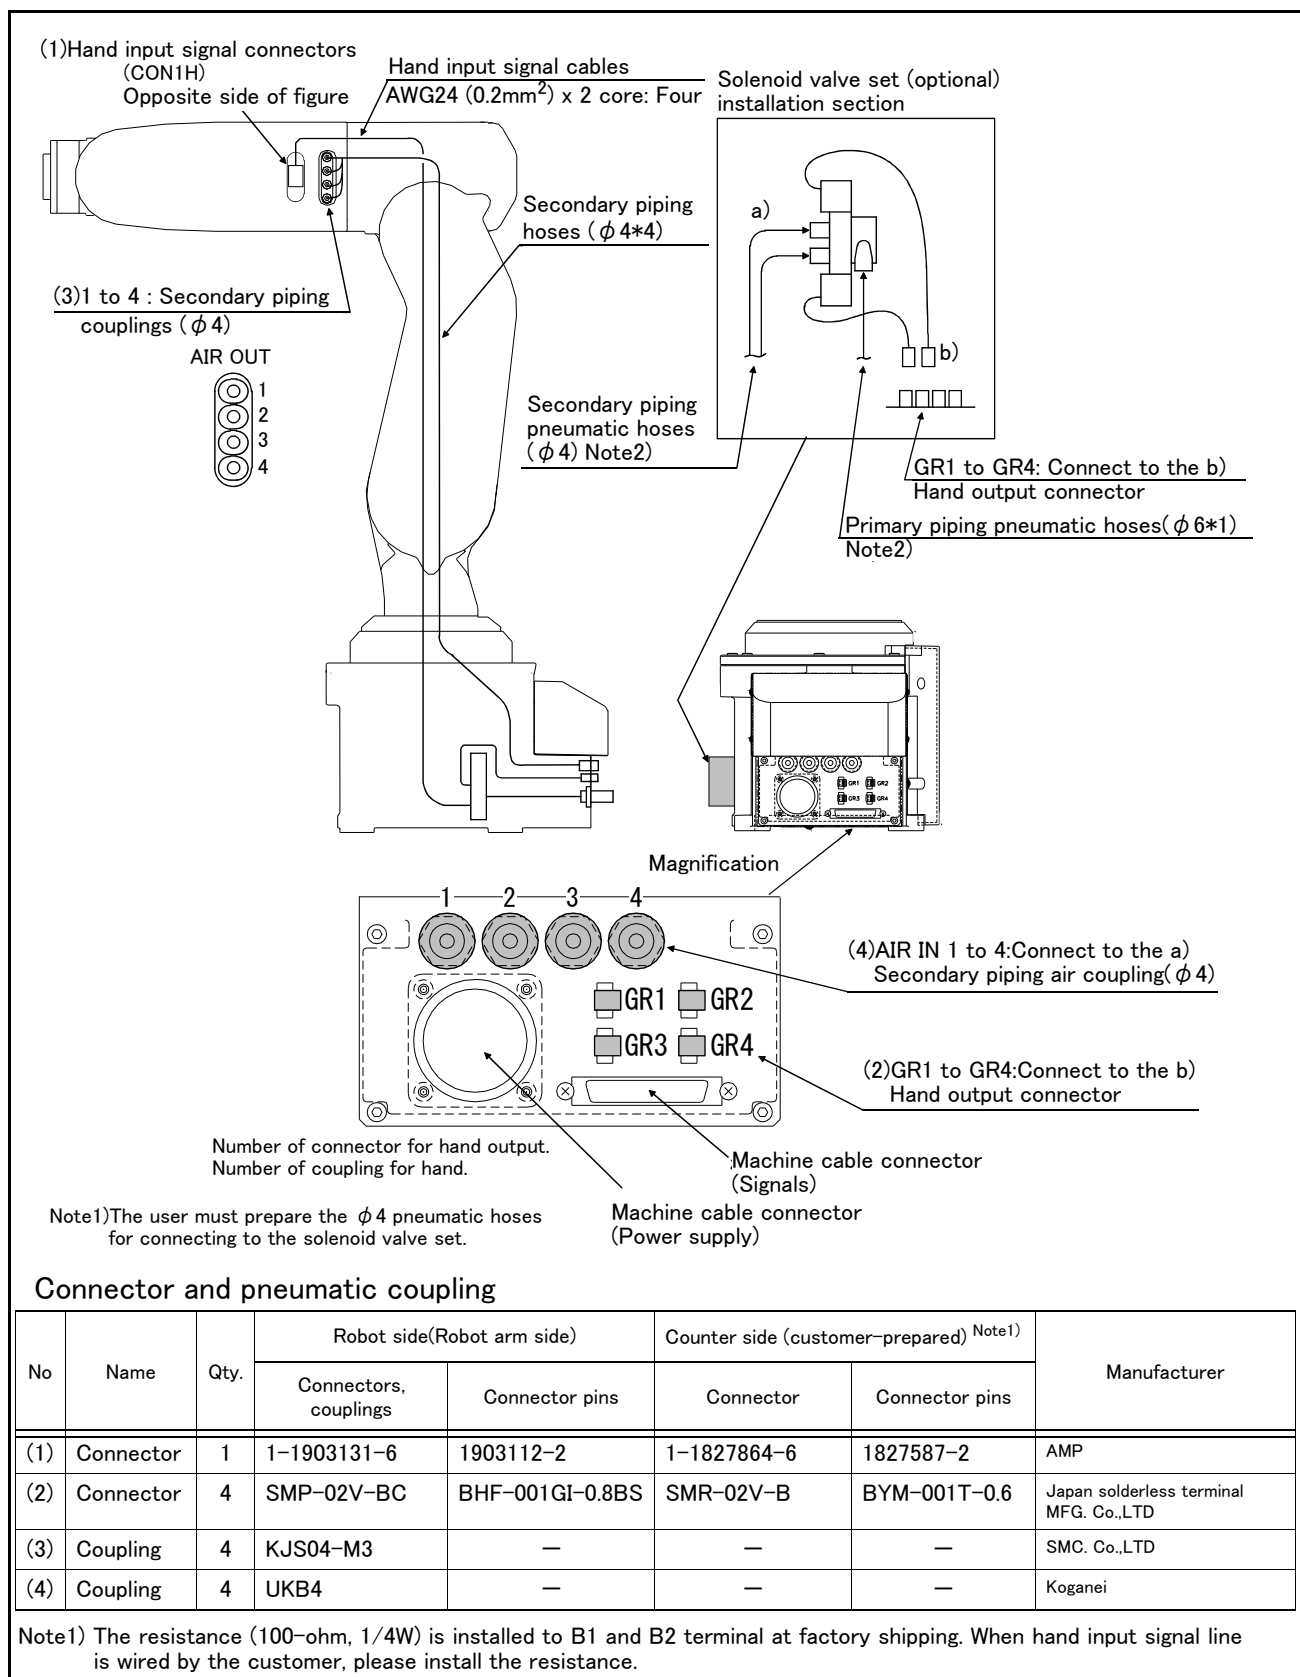 (1)Hand input signal connectors
(CON1H)
Opposite side of figure
Hand input signal cables
AWG24 (0.2mm²) x 2 core: Four
Solenoid valve set (optional)
installation section
a)
Secondary piping
hoses (φ4*4)
(3)1 to 4 : Secondary piping
couplings (φ4)
AIR OUT
1
2
3
4
b)
Secondary piping
pneumatic hoses
(φ4) Note2)
GR1 to GR4: Connect to the b)
Hand output connector
Primary piping pneumatic hoses(φ6*1)
Note2)
GR1 GR2
GR3 GR4
Magnification
1 2 3 4
(4)AIR IN 1 to 4:Connect to the a)
Secondary piping air coupling(φ4)
GR1 GR2
GR3 GR4
(2)GR1 to GR4:Connect to the b)
Hand output connector
Number of connector for hand output.
Number of coupling for hand.
Machine cable connector
(Signals)
Machine cable connector
(Power supply)
Note1)The user must prepare the φ4 pneumatic hoses
for connecting to the solenoid valve set.
Connector and pneumatic coupling
No Name Qty. Robot side(Robot arm side) Counter side (customer-prepared) Note1) Manufacturer
Connectors, couplings Connector pins Connector Connector pins
(1) Connector 1 1-1903131-6 1903112-2 1-1827864-6 1827587-2 AMP
(2) Connector 4 SMP-02V-BC BHF-001GI-0.8BS SMR-02V-B BYM-001T-0.6 Japan solderless terminal MFG. Co.,LTD
(3) Coupling 4 KJS04-M3 — — — SMC. Co.,LTD
(4) Coupling 4 UKB4 — — — Koganei
Note1) The resistance (100-ohm, 1/4W) is installed to B1 and B2 terminal at factory shipping. When hand input signal line
is wired by the customer, please install the resistance.